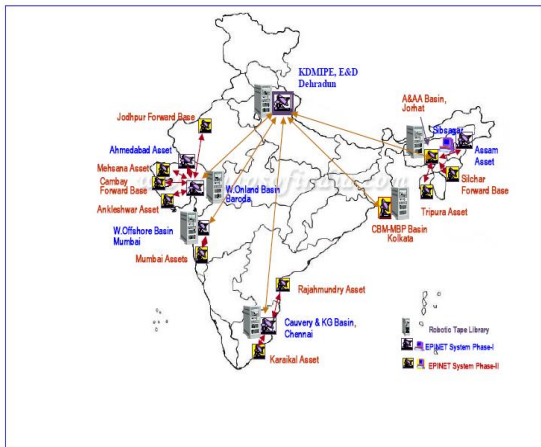 KDMIPE, E&D
Dehradun
A&AA Basin,
Jorhat
Jodhpur Forward Base
Sibsagar
Ahmedabad Asset
Assam
Asset
Mehsana Asset
Cambay
Forward Base
W.Onland Basin
Baroda
Silchar
Forward Base
Ankleshwar Asset
Tripura Asset
W.Offshore Basin
Mumbai
CBM-MBP Basin
Kolkata
Mumbai Assets
Rajahmundry Asset
Cauvery & KG Basin,
Chennai
Robotic Tape Library
EPINET System Phase-I
Karaikal Asset
EPINET System Phase-II